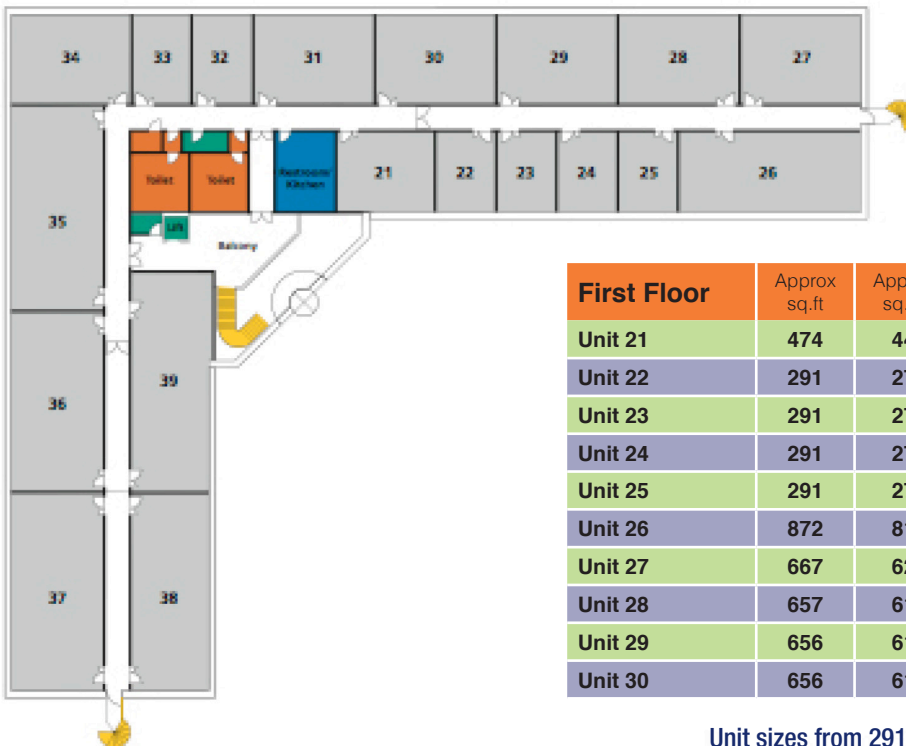 34 33 32 31 30 29 28 27
21 22 23 24 25 26
Toilet Toilet Restroom/
Kitchen
35
Lift
Balcony
39
36
37 38
First Floor Approx
sq.ft
Unit 21 474
Unit 22 291
Unit 23 291
Unit 24 291
Unit 25 291
Unit 26 872
Unit 27 667
Unit 28 657
Unit 29 656
Unit 30 656
Unit sizes from 291